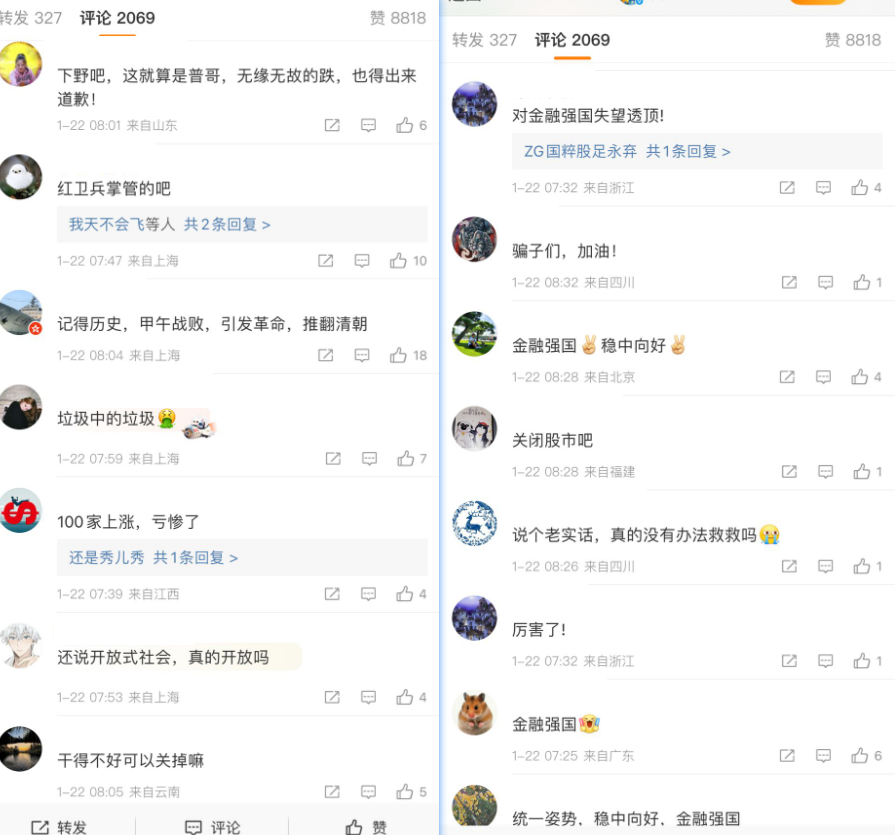 转发 327 评论 2069 赞 8818
下野吧，这就算是普哥，无缘无故的跌，也得出来
道歉！
1-22 08:01 来自山东 6
红卫兵掌管的吧
我天不会飞等人 共2条回复 >
1-22 07:47 来自上海 10
记得历史，甲午战败，引发革命，推翻清朝
1-22 08:04 来自上海 18
垃圾中的垃圾🤮
1-22 07:59 来自上海 7
100家上涨，亏惨了
还是秀儿秀 共1条回复 >
1-22 07:39 来自江西 4
还说开放式社会，真的开放吗
1-22 07:53 来自上海 4
干得不好可以关掉嘛
1-22 08:05 来自云南 5
转发 评论 赞
转发 327 评论 2069 赞 8818
对金融强国失望透顶！
ZG国粹股足永弃 共1条回复 >
1-22 07:32 来自浙江 4
骗子们，加油！
1-22 08:32 来自四川 1
金融强国✌🏻稳中向好✌🏻
1-22 08:28 来自北京 4
关闭股市吧
1-22 08:28 来自福建 1
说个老实话，真的没有办法救救吗😭
1-22 08:26 来自四川 1
厉害了！
1-22 07:32 来自浙江 1
金融强国
1-22 07:25 来自广东 6
统一姿势，稳中向好，金融强国